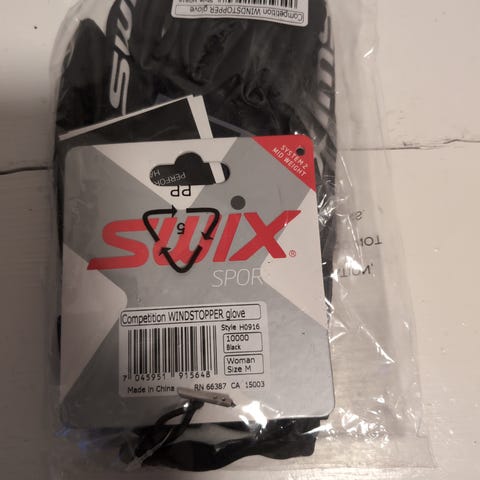 Competition WINDSTOPPER glove
SWIX
SYSTEM 2
MID WEIGHT
PP
5
SWIX®
SPOR
Competition WINDSTOPPER glove
Style H0916
10000
Black
Woman
Size M
7 045951 915648
Made in China
RN 66387 CA 15003